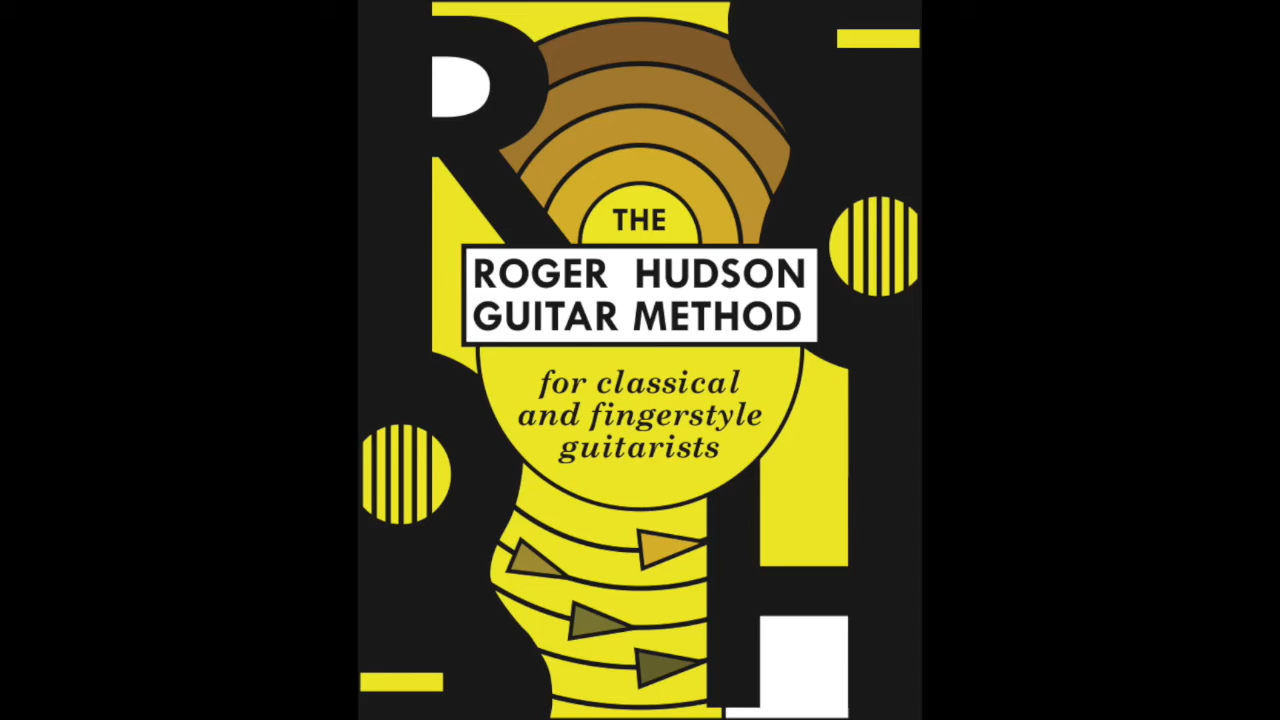 THE
ROGER HUDSON
GUITAR METHOD
for classical
and fingerstyle
guitarists
R
H